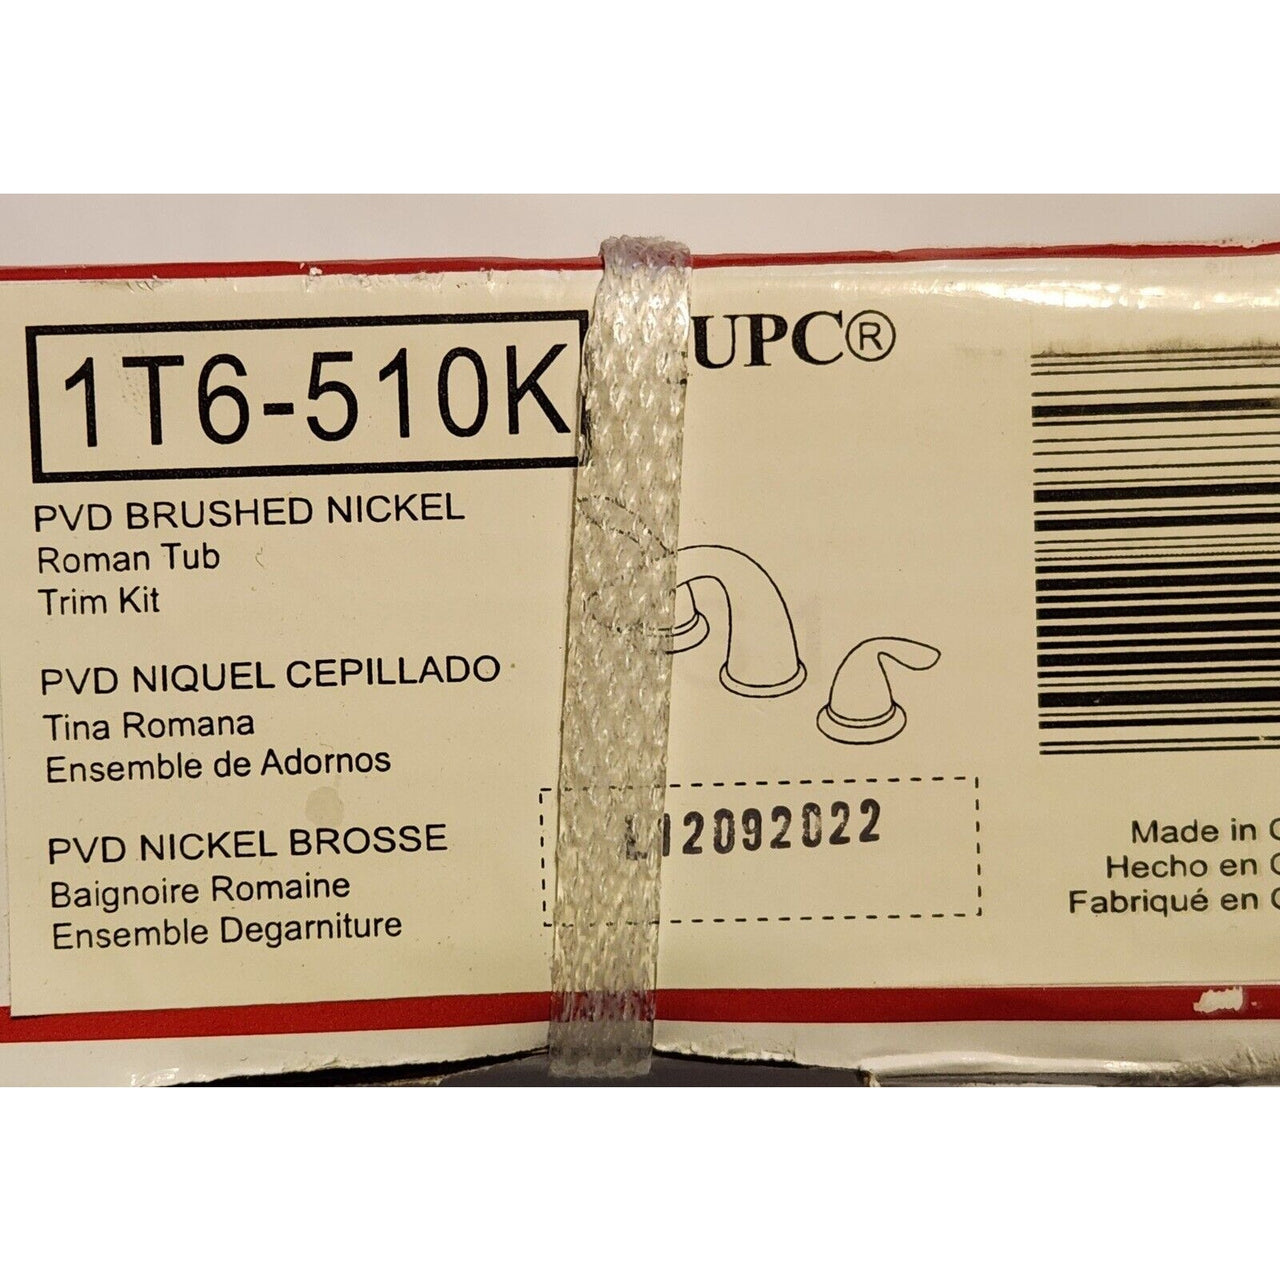 1T6-510K
UPC®
PVD BRUSHED NICKEL
Roman Tub
Trim Kit
PVD NIQUEL CEPILLADO
Tina Romana
Ensemble de Adornos
PVD NICKEL BROSSE
Baignoire Romaine
Ensemble Degarniture
L12092022
Made in
Hecho en
Fabriqué en